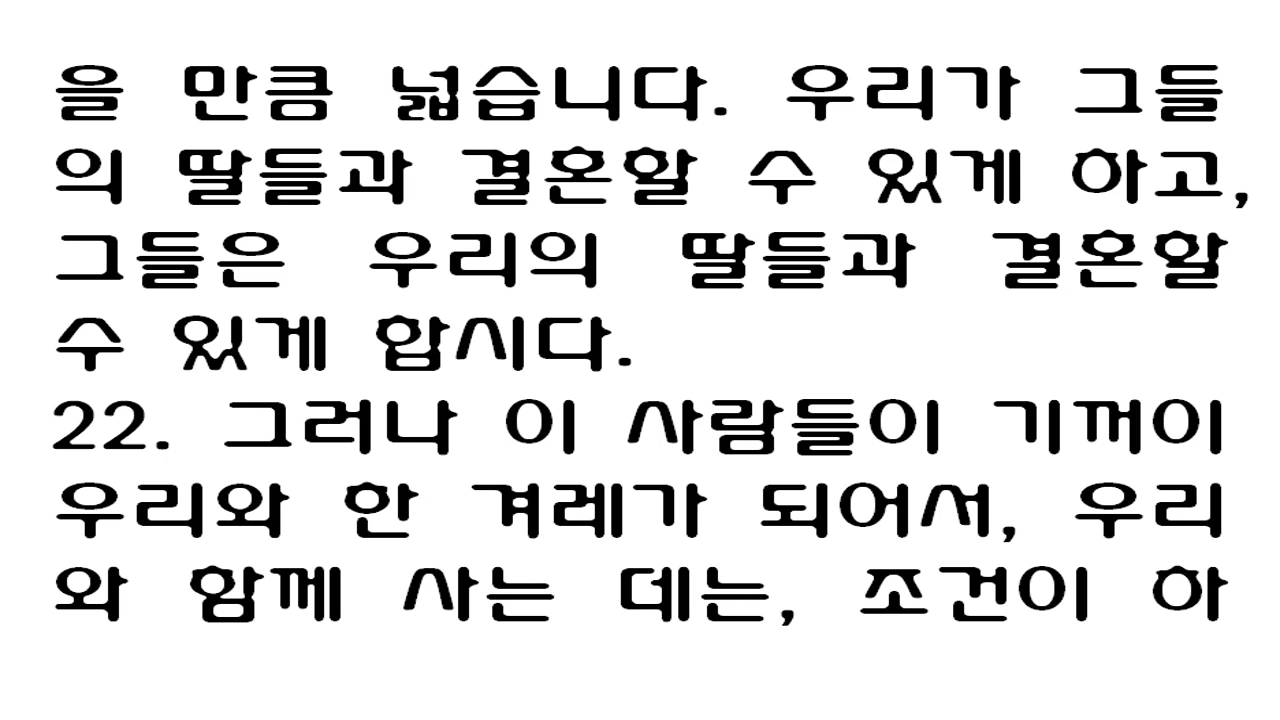 을 만큼 넓습니다. 우리가 그들
의 딸들과 결혼할 수 있게 하고,
그들은 우리의 딸들과 결혼할
수 있게 합시다.
22. 그러나 이 사람들이 기꺼이
우리와 한 겨레가 되어서, 우리
와 함께 사는 데는, 조건이 하